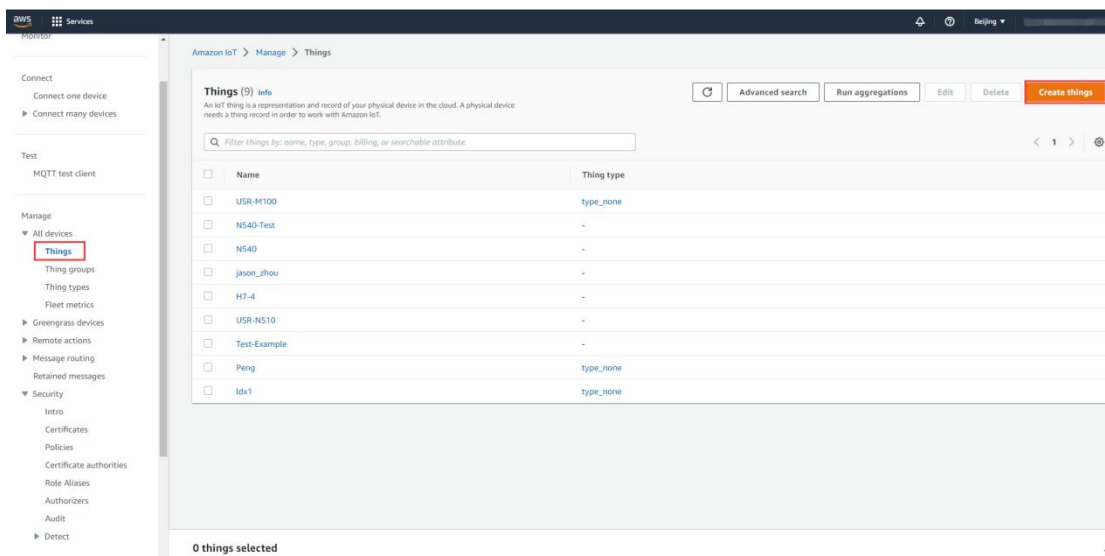 aws Services Beijing ▼
Monitor
Connect
Connect one device
Connect many devices
Test
MQTT test client
Manage
All devices
Things
Thing groups
Thing types
Fleet metrics
Greengrass devices
Remote actions
Message routing
Retained messages
Security
Intro
Certificates
Policies
Certificate authorities
Role Aliases
Authorizers
Audit
Detect
Amazon IoT > Manage > Things
Things (9) Info
An IoT thing is a representation and record of your physical device in the cloud. A physical device
needs a thing record in order to work with Amazon IoT.
Advanced search Run aggregations Edit Delete Create things
Filter things by: name, type, group, billing, or searchable attribute.
< 1 >
Name Thing type
USR-M100 type_none
N540-Test -
N540 -
jason_zhou -
H7-4 -
USR-N510 -
Test-Example -
Peng type_none
ldx1 type_none
0 things selected